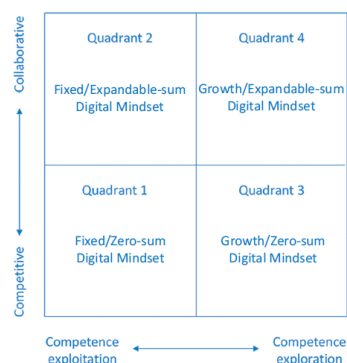 Collaborative
Quadrant 2
Fixed/Expandable-sum
Digital Mindset
Quadrant 4
Growth/Expandable-sum
Digital Mindset
Competitive
Quadrant 1
Fixed/Zero-sum
Digital Mindset
Quadrant 3
Growth/Zero-sum
Digital Mindset
Competence
exploitation
Competence
exploration